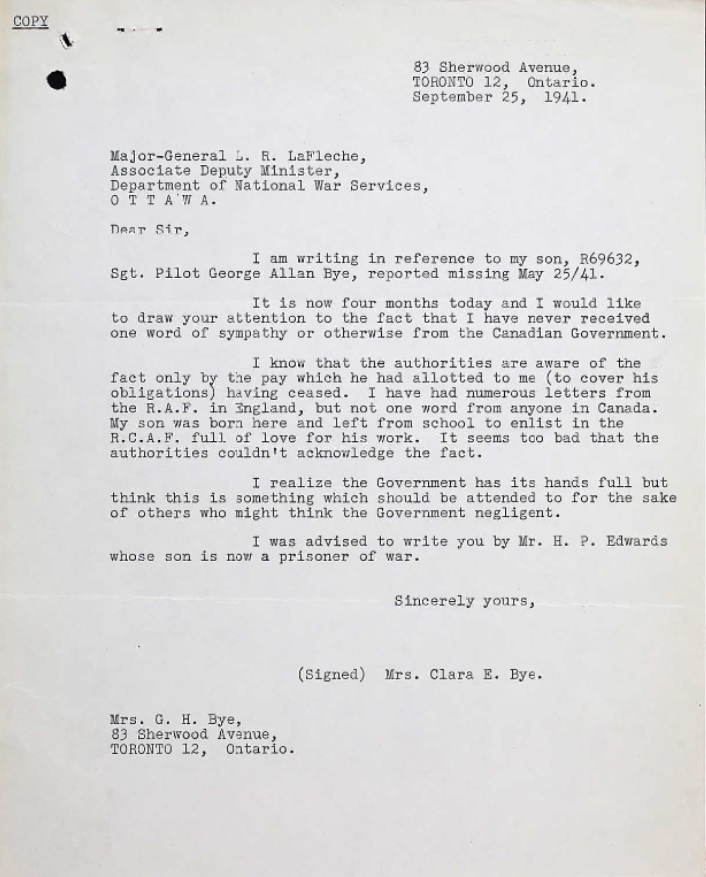 COPY
83 Sherwood Avenue,
TORONTO 12, Ontario.
September 25, 1941.
Major-General L. R. LaFleche,
Associate Deputy Minister,
Department of National War Services,
O T T A W A.
Dear Sir,
I am writing in reference to my son, R69632,
Sgt. Pilot George Allan Bye, reported missing May 25/41.
It is now four months today and I would like
to draw your attention to the fact that I have never received
one word of sympathy or otherwise from the Canadian Government.
I know that the authorities are aware of the
fact only by the pay which he had allotted to me (to cover his
obligations) having ceased. I have had numerous letters from
the R.A.F. in England, but not one word from anyone in Canada.
My son was born here and left from school to enlist in the
R.C.A.F. full of love for his work. It seems too bad that the
authorities couldn't acknowledge the fact.
I realize the Government has its hands full but
think this is something which should be attended to for the sake
of others who might think the Government negligent.
I was advised to write you by Mr. H. P. Edwards
whose son is now a prisoner of war.
Sincerely yours,
(Signed) Mrs. Clara E. Bye.
Mrs. G. H. Bye,
83 Sherwood Avenue,
TORONTO 12, Ontario.